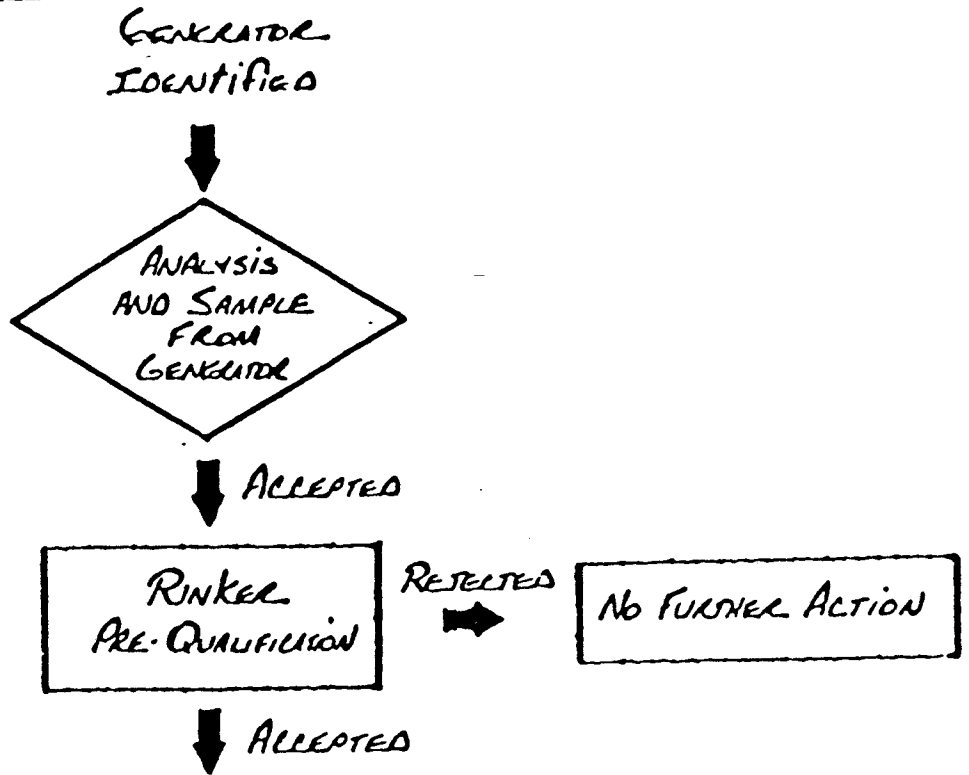 GENERATOR
IDENTIFIED
ANALYSIS
AND SAMPLE
FROM
GENERATOR
ACCEPTED
RINKER
PRE-QUALIFICATION
REJECTED
NO FURTHER ACTION
ACCEPTED